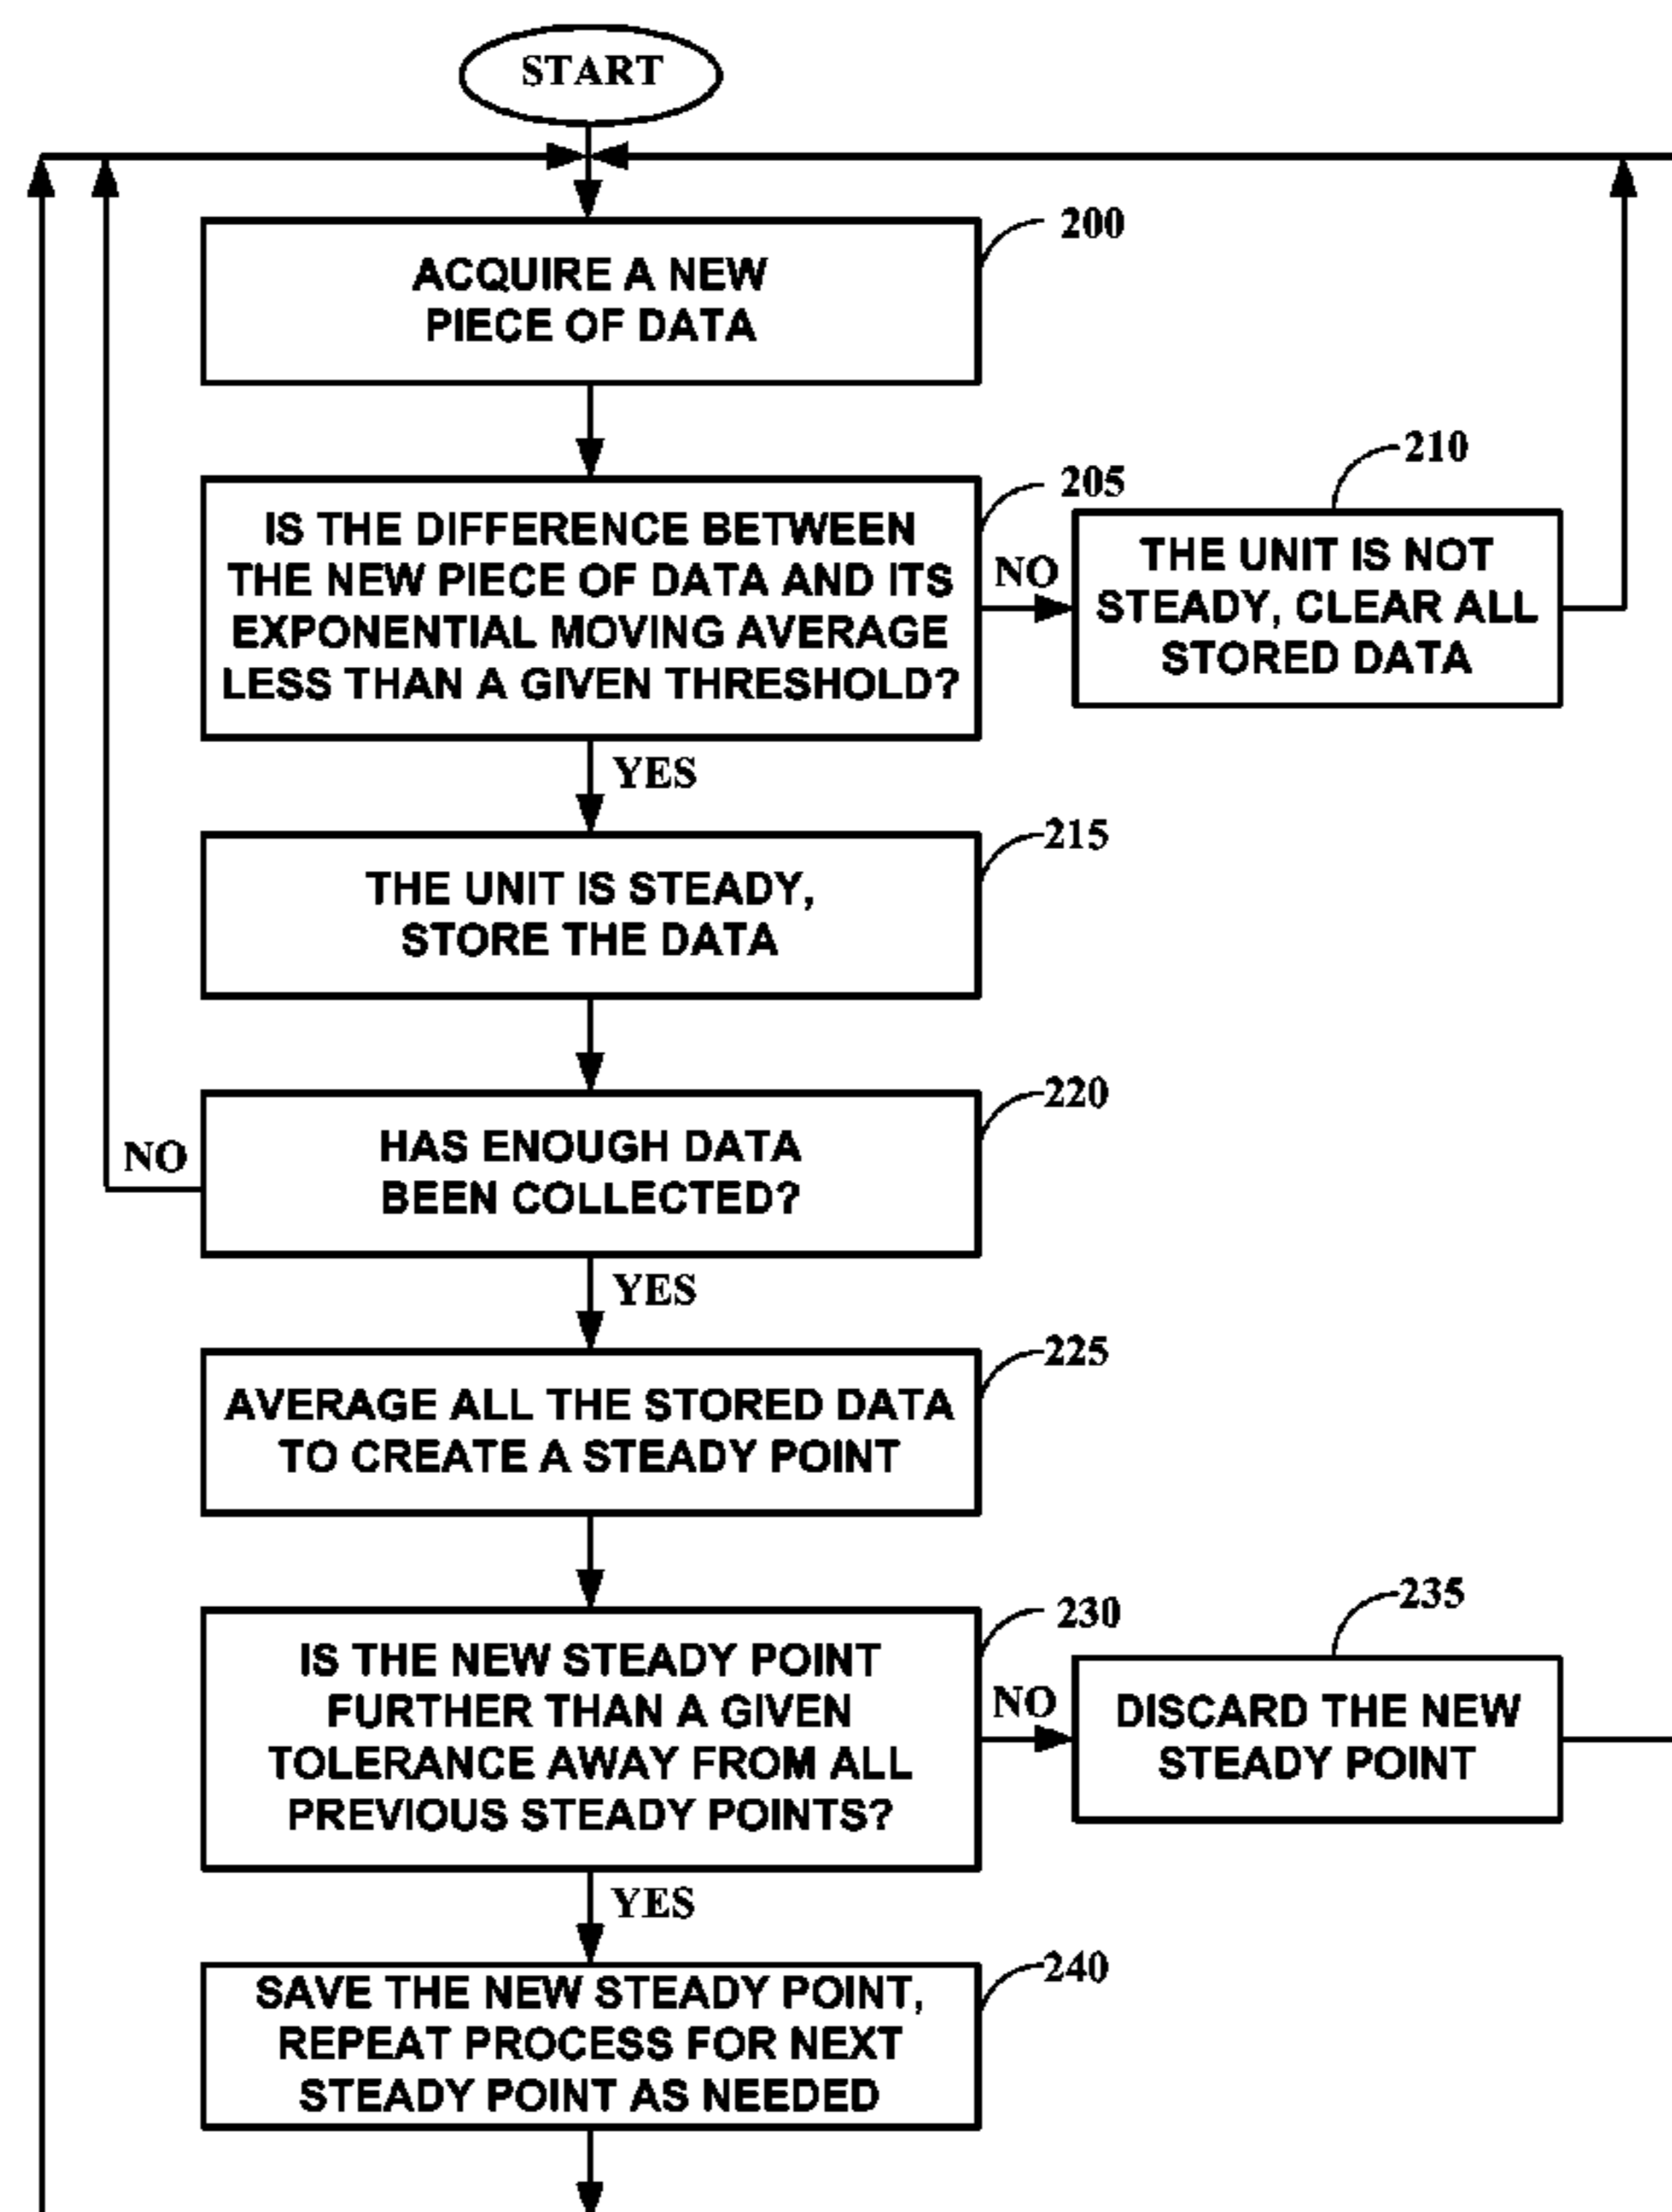 START
200
ACQUIRE A NEW
PIECE OF DATA
205
IS THE DIFFERENCE BETWEEN
THE NEW PIECE OF DATA AND ITS
EXPONENTIAL MOVING AVERAGE
LESS THAN A GIVEN THRESHOLD?
NO
210
THE UNIT IS NOT
STEADY, CLEAR ALL
STORED DATA
YES
215
THE UNIT IS STEADY,
STORE THE DATA
220
HAS ENOUGH DATA
BEEN COLLECTED?
NO
YES
225
AVERAGE ALL THE STORED DATA
TO CREATE A STEADY POINT
230
IS THE NEW STEADY POINT
FURTHER THAN A GIVEN
TOLERANCE AWAY FROM ALL
PREVIOUS STEADY POINTS?
NO
235
DISCARD THE NEW
STEADY POINT
YES
240
SAVE THE NEW STEADY POINT,
REPEAT PROCESS FOR NEXT
STEADY POINT AS NEEDED